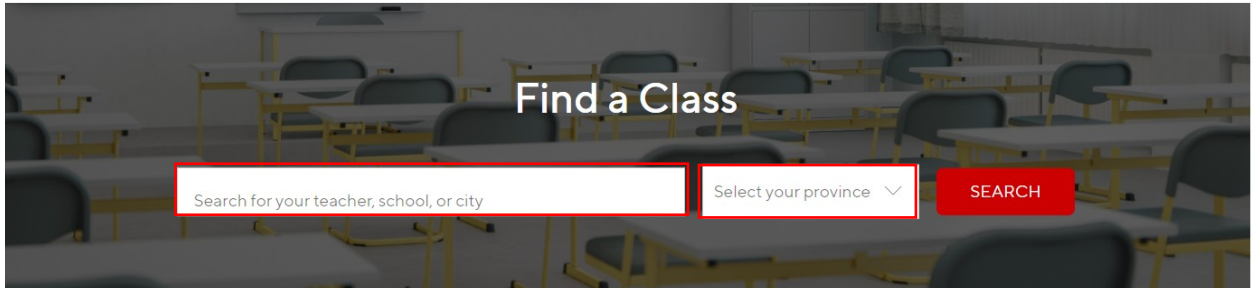 Find a Class
Search for your teacher, school, or city
Select your province
SEARCH